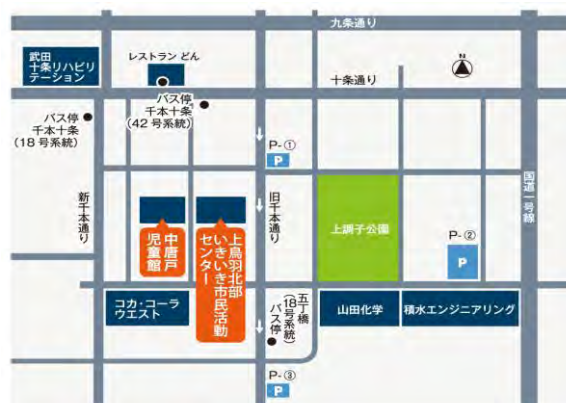 九条通り
武田
十条リハビリ
テーション
レストラン どん
十条通り
N
バス停
千本十条
(42号系統)
バス停
千本十条
(18号系統)
P-①
P
新千本通り
中唐戸
児童館
上鳥羽北部
いきいき市民活動
センター
旧千本通り
上調子公園
国道一号線
P-②
P
コカ・コーラ
ウエスト
五丁橋
(18号系統)
バス停
山田化学
積水エンジニアリング
P-③
P